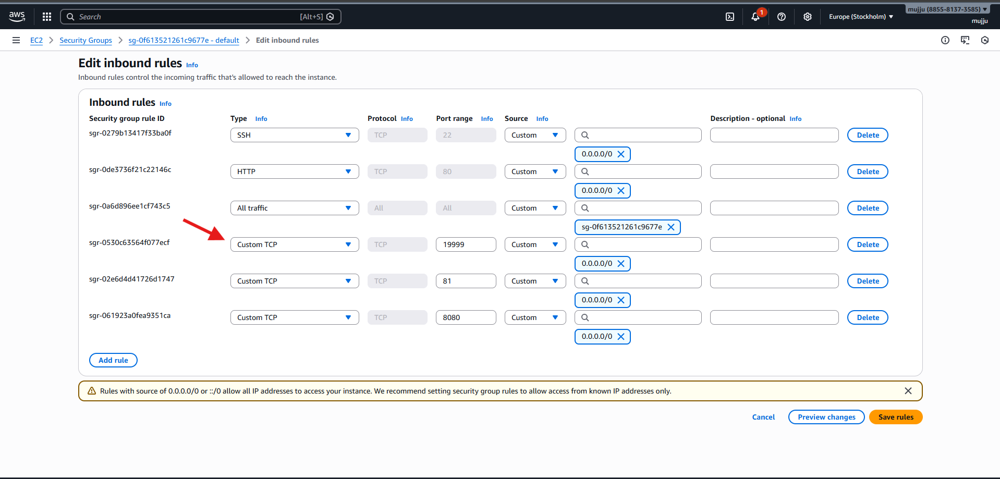 aws
Search [Alt+S] 1 Europe (Stockholm) mujju (8855-8137-3585)
mujju
EC2 Security Groups sg-0f613521261c9677e - default Edit inbound rules
Edit inbound rules Info
Inbound rules control the incoming traffic that's allowed to reach the instance.
Inbound rules Info
Security group rule ID Type Info Protocol Info Port range Info Source Info Description - optional Info
sgr-0279b13417f33ba0f SSH TCP 22 Custom Delete
0.0.0.0/0
sgr-0de3736f21c22146c HTTP TCP 80 Custom Delete
0.0.0.0/0
sgr-0a6d896ee1cf743c5 All traffic All All Custom Delete
sg-0f613521261c9677e
sgr-0530c63564f077ecf Custom TCP TCP 19999 Custom Delete
0.0.0.0/0
sgr-02e6d4d41726d1747 Custom TCP TCP 81 Custom Delete
0.0.0.0/0
sgr-061923a0fea9351ca Custom TCP TCP 8080 Custom Delete
0.0.0.0/0
Add rule
Rules with source of 0.0.0.0/0 or ::/0 allow all IP addresses to access your instance. We recommend setting security group rules to allow access from known IP addresses only.
Cancel Preview changes Save rules